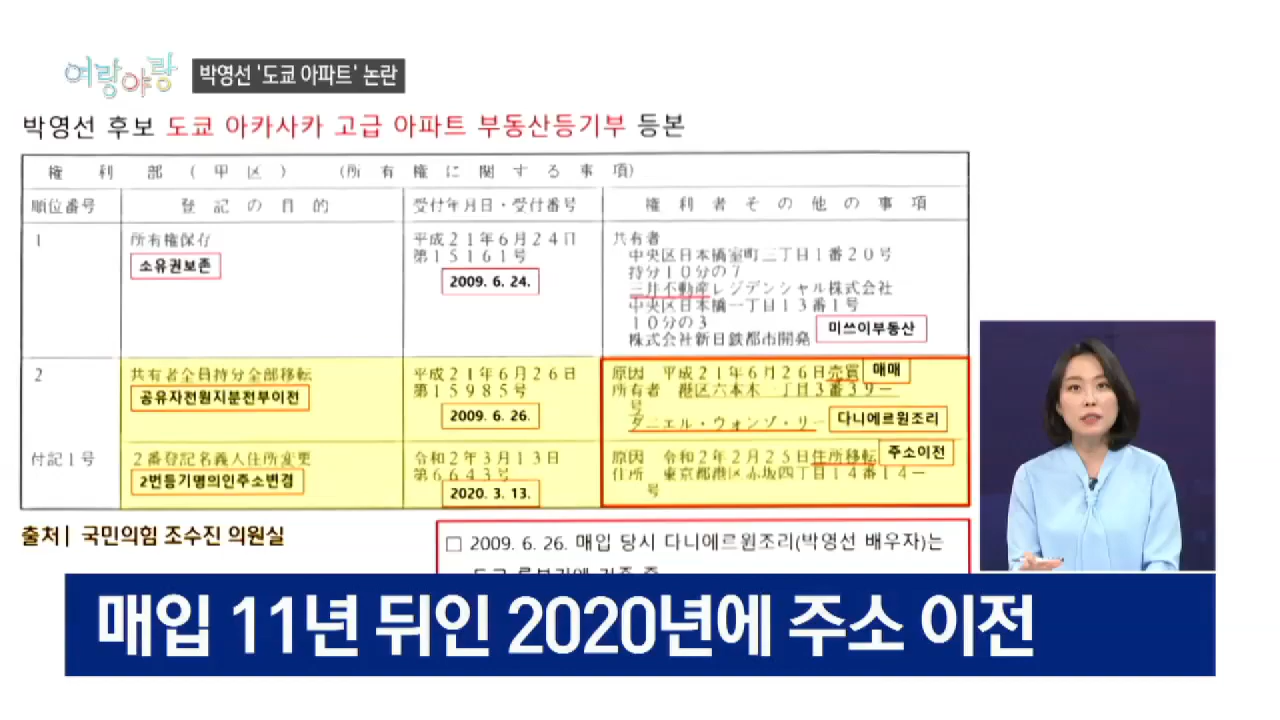 여랑야랑
박영선 '도쿄 아파트' 논란
박영선 후보 도쿄 아카사카 고급 아파트 부동산등기부 등본
権 利 部 ( 甲 区 ) (所 有 権 に 関 す る 事 項)
順位番号 登 記 の 目 的 受付年月日・受付番号 権 利 者 そ の 他 の 事 項
1 所有権保存 平成21年6月24日 共有者
소유권보존 第15161号 中央区日本橋室町三丁目1番20号
2009. 6. 24. 持分10分の7
三井不動産レジデンシャル株式会社
中央区日本橋一丁目13番1号
10分の3 미쓰이부동산
株式会社新日鉄都市開発
2 共有者全員持分全部移転 平成21年6月26日 原因 平成21年6月26日売買 매매
공유자전원지분전부이전 第15985号 所有者 港区六本木一丁目3番39-
2009. 6. 26. 号
ダニエル・ウォンゾ・リー 다니에르원조리
付記1号 2番登記名義人住所変更 令和2年3月13日 原因 令和2年2月25日住所移転 주소이전
2번등기명의인주소변경 第6643号 住所 東京都港区赤坂四丁目14番14-
2020. 3. 13. 号
출처| 국민의힘 조수진 의원실
□ 2009. 6. 26. 매입 당시 다니에르원조리(박영선 배우자)는
매입 11년 뒤인 2020년에 주소 이전